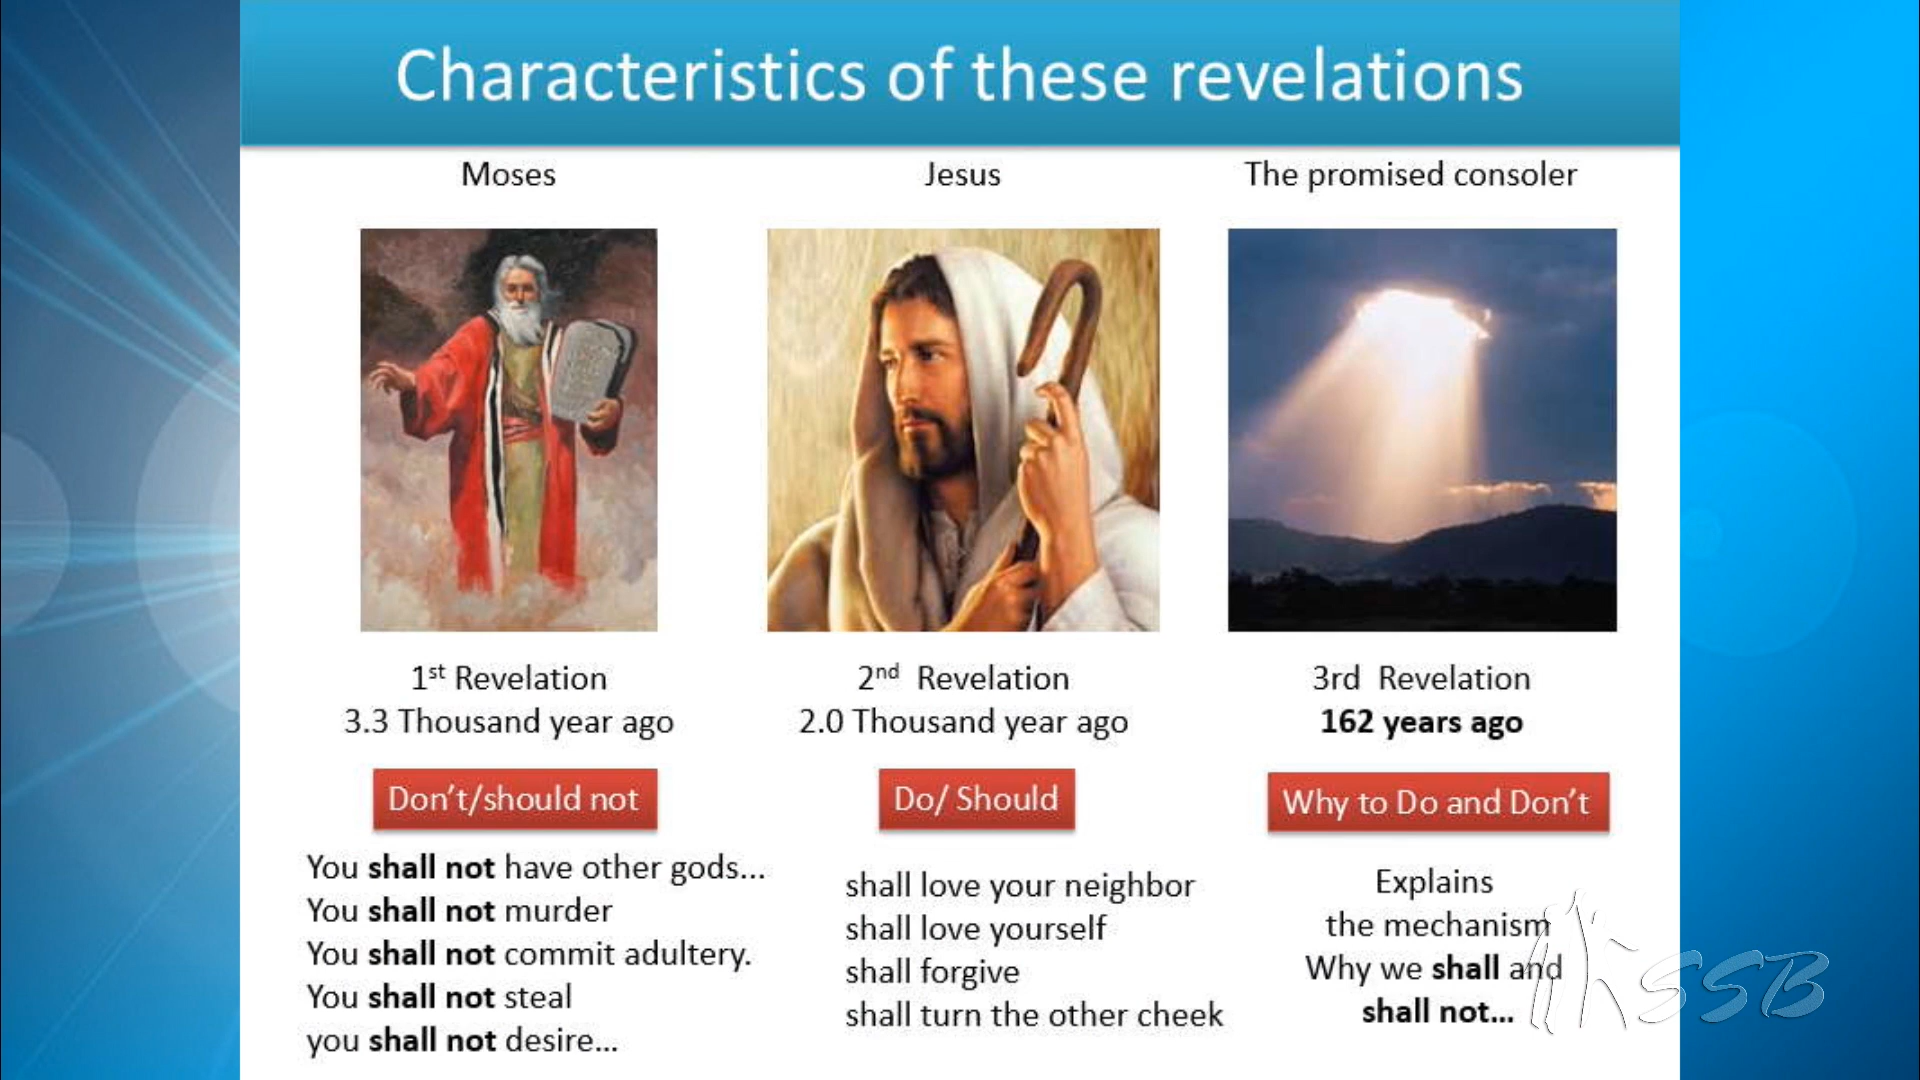 Characteristics of these revelations
Moses
Jesus
The promised consoler
1st Revelation
3.3 Thousand year ago
2nd Revelation
2.0 Thousand year ago
3rd Revelation
162 years ago
Don't/should not
Do/ Should
Why to Do and Don't
You shall not have other gods...
You shall not murder
You shall not commit adultery.
You shall not steal
you shall not desire...
shall love your neighbor
shall love yourself
shall forgive
shall turn the other cheek
Explains
the mechanism
Why we shall and
shall not...
SSB